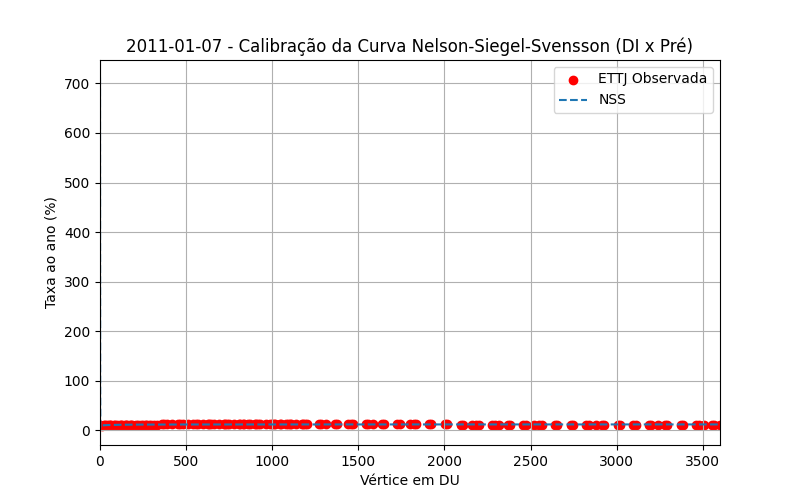 2011-01-07 - Calibração da Curva Nelson-Siegel-Svensson (DI x Pré)
ETTJ Observada
NSS
Taxa ao ano (%)
700
600
500
400
300
200
100
0
0 500 1000 1500 2000 2500 3000 3500
Vértice em DU